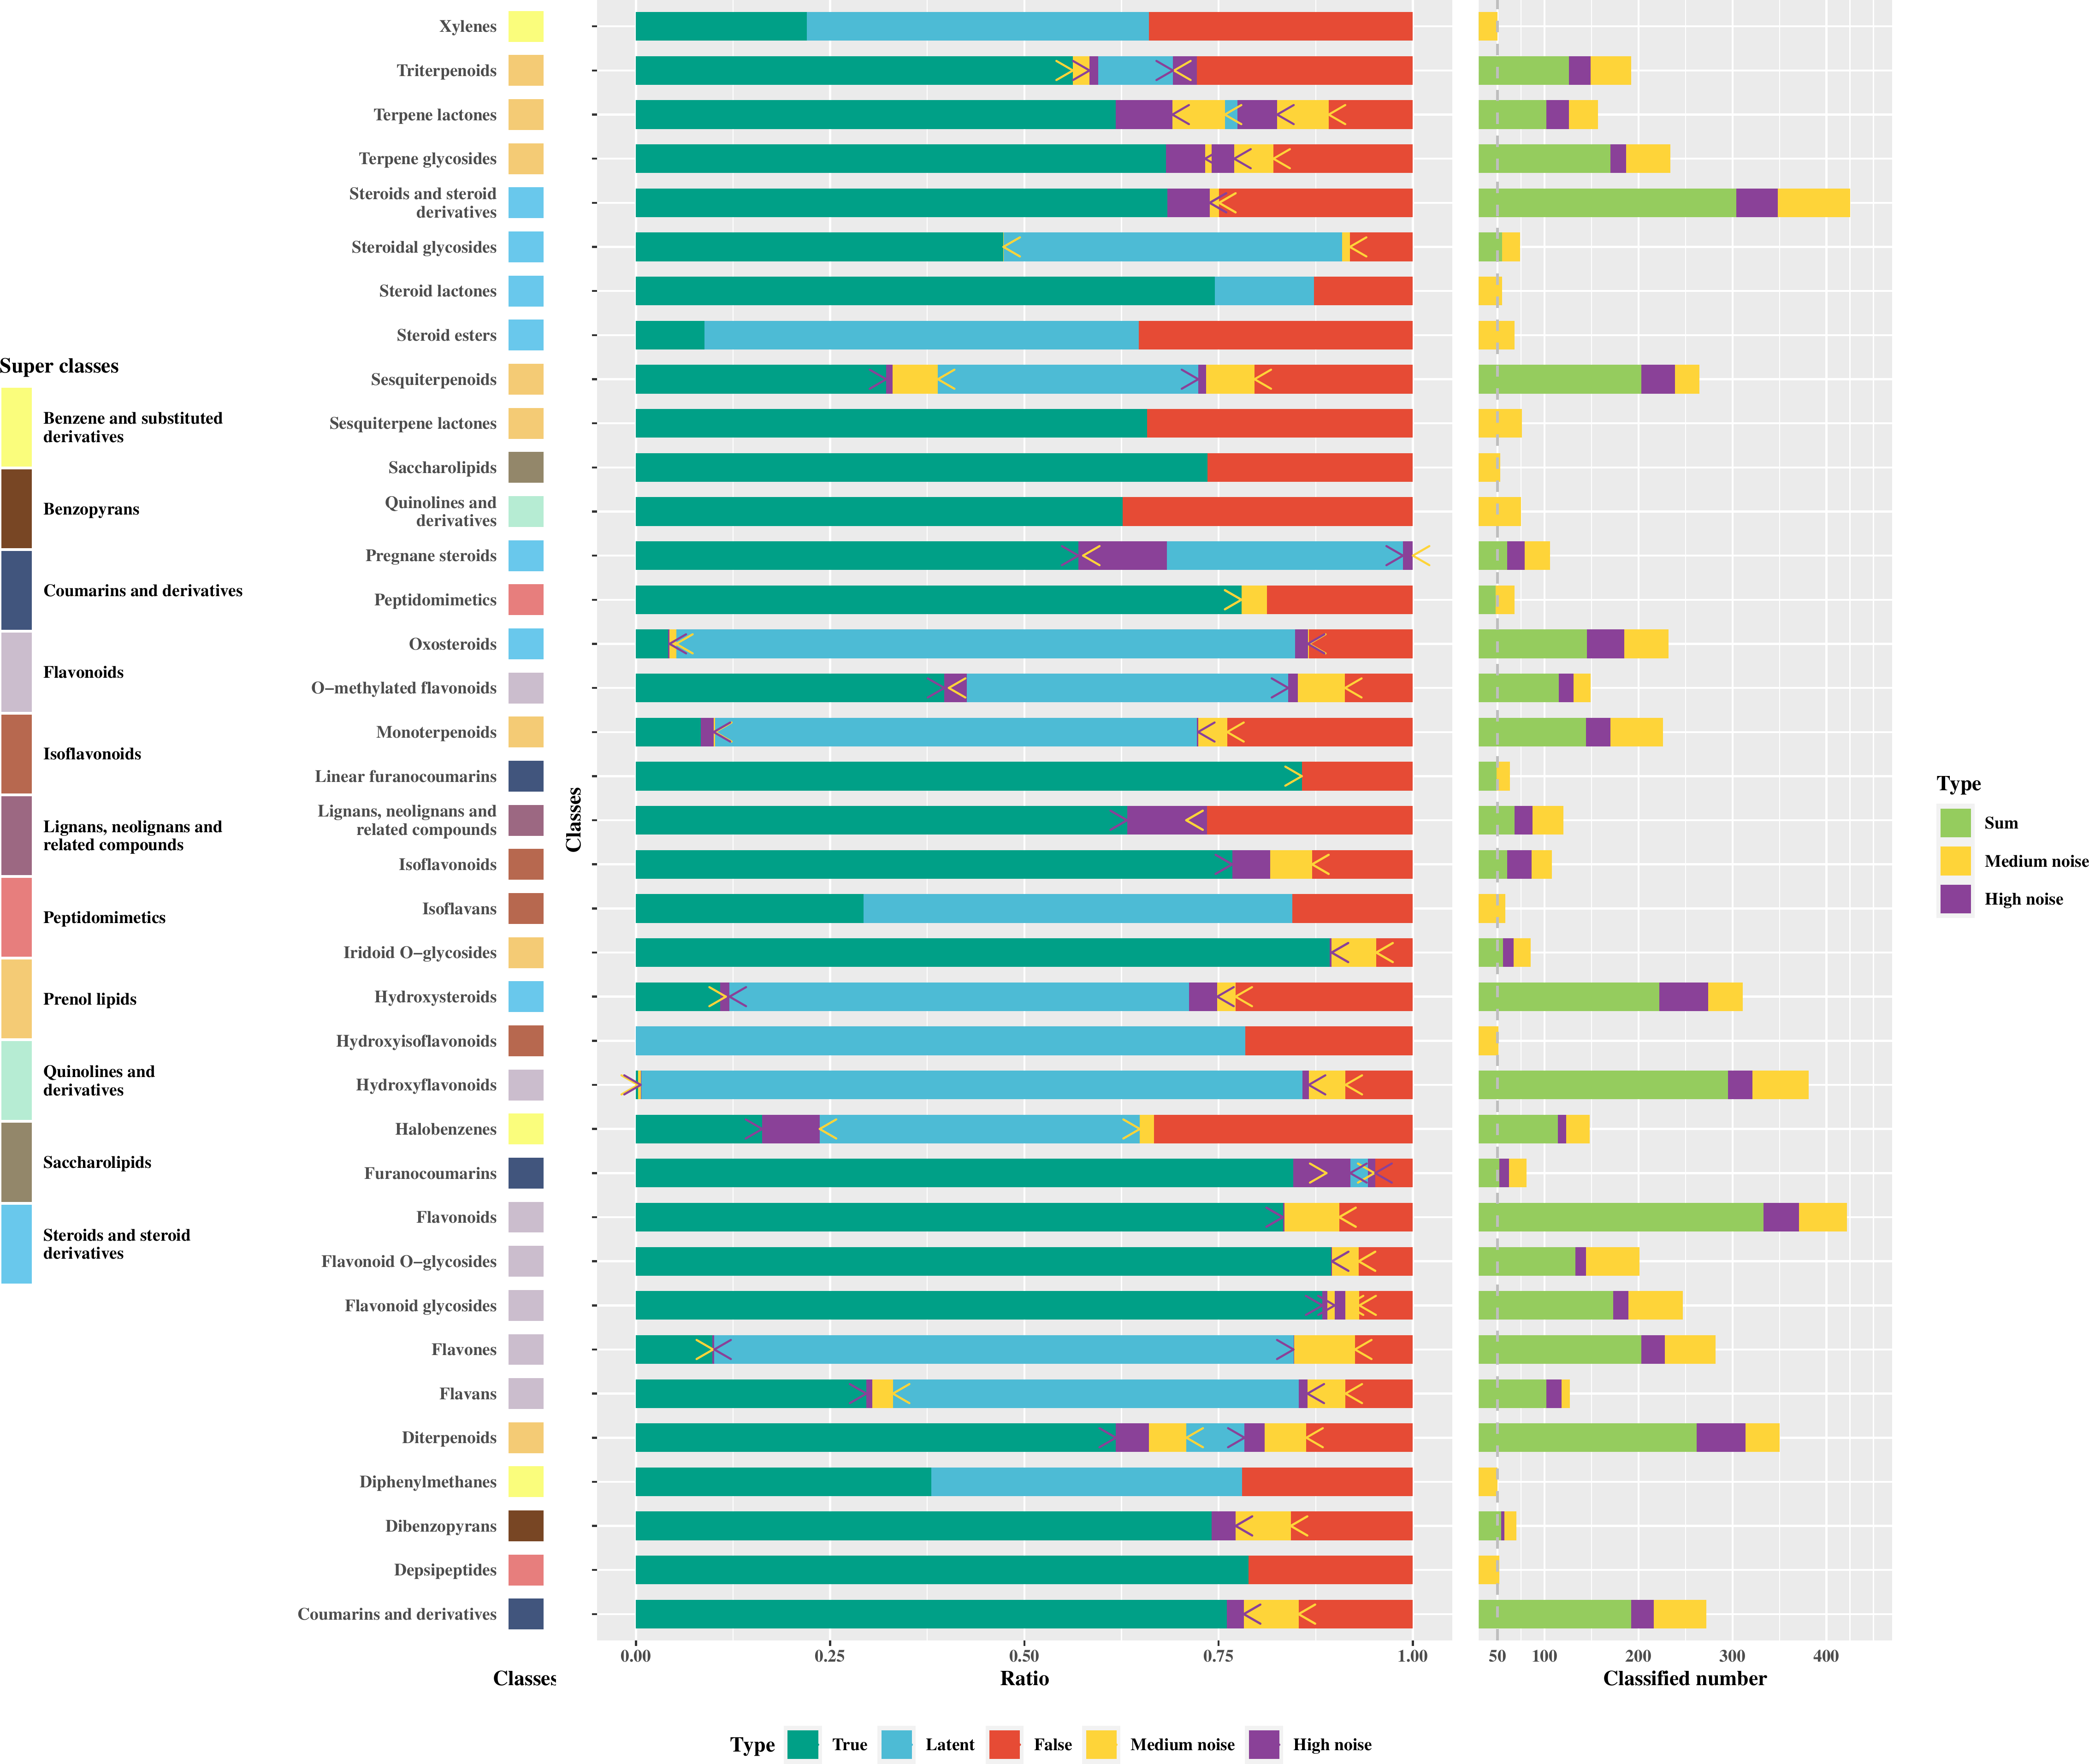 Super classes
Benzene and substituted
derivatives
Benzopyrans
Coumarins and derivatives
Flavonoids
Isoflavonoids
Lignans, neolignans and
related compounds
Peptidomimetics
Prenol lipids
Quinolines and
derivatives
Saccharolipids
Steroids and steroid
derivatives
Xylenes
Triterpenoids
Terpene lactones
Terpene glycosides
Steroids and steroid
derivatives
Steroidal glycosides
Steroid lactones
Steroid esters
Sesquiterpenoids
Sesquiterpene lactones
Saccharolipids
Quinolines and
derivatives
Pregnane steroids
Peptidomimetics
Oxosteroids
O−methylated flavonoids
Monoterpenoids
Linear furanocoumarins
Lignans, neolignans and
related compounds
Isoflavonoids
Isoflavans
Iridoid O−glycosides
Hydroxysteroids
Hydroxyisoflavonoids
Hydroxyflavonoids
Halobenzenes
Furanocoumarins
Flavonoids
Flavonoid O−glycosides
Flavonoid glycosides
Flavones
Flavans
Diterpenoids
Diphenylmethanes
Dibenzopyrans
Depsipeptides
Coumarins and derivatives
Classes
Classes
0.00 0.25 0.50 0.75 1.00
Ratio
50 100 200 300 400
Classified number
Type
Sum
Medium noise
High noise
Type True Latent False Medium noise High noise